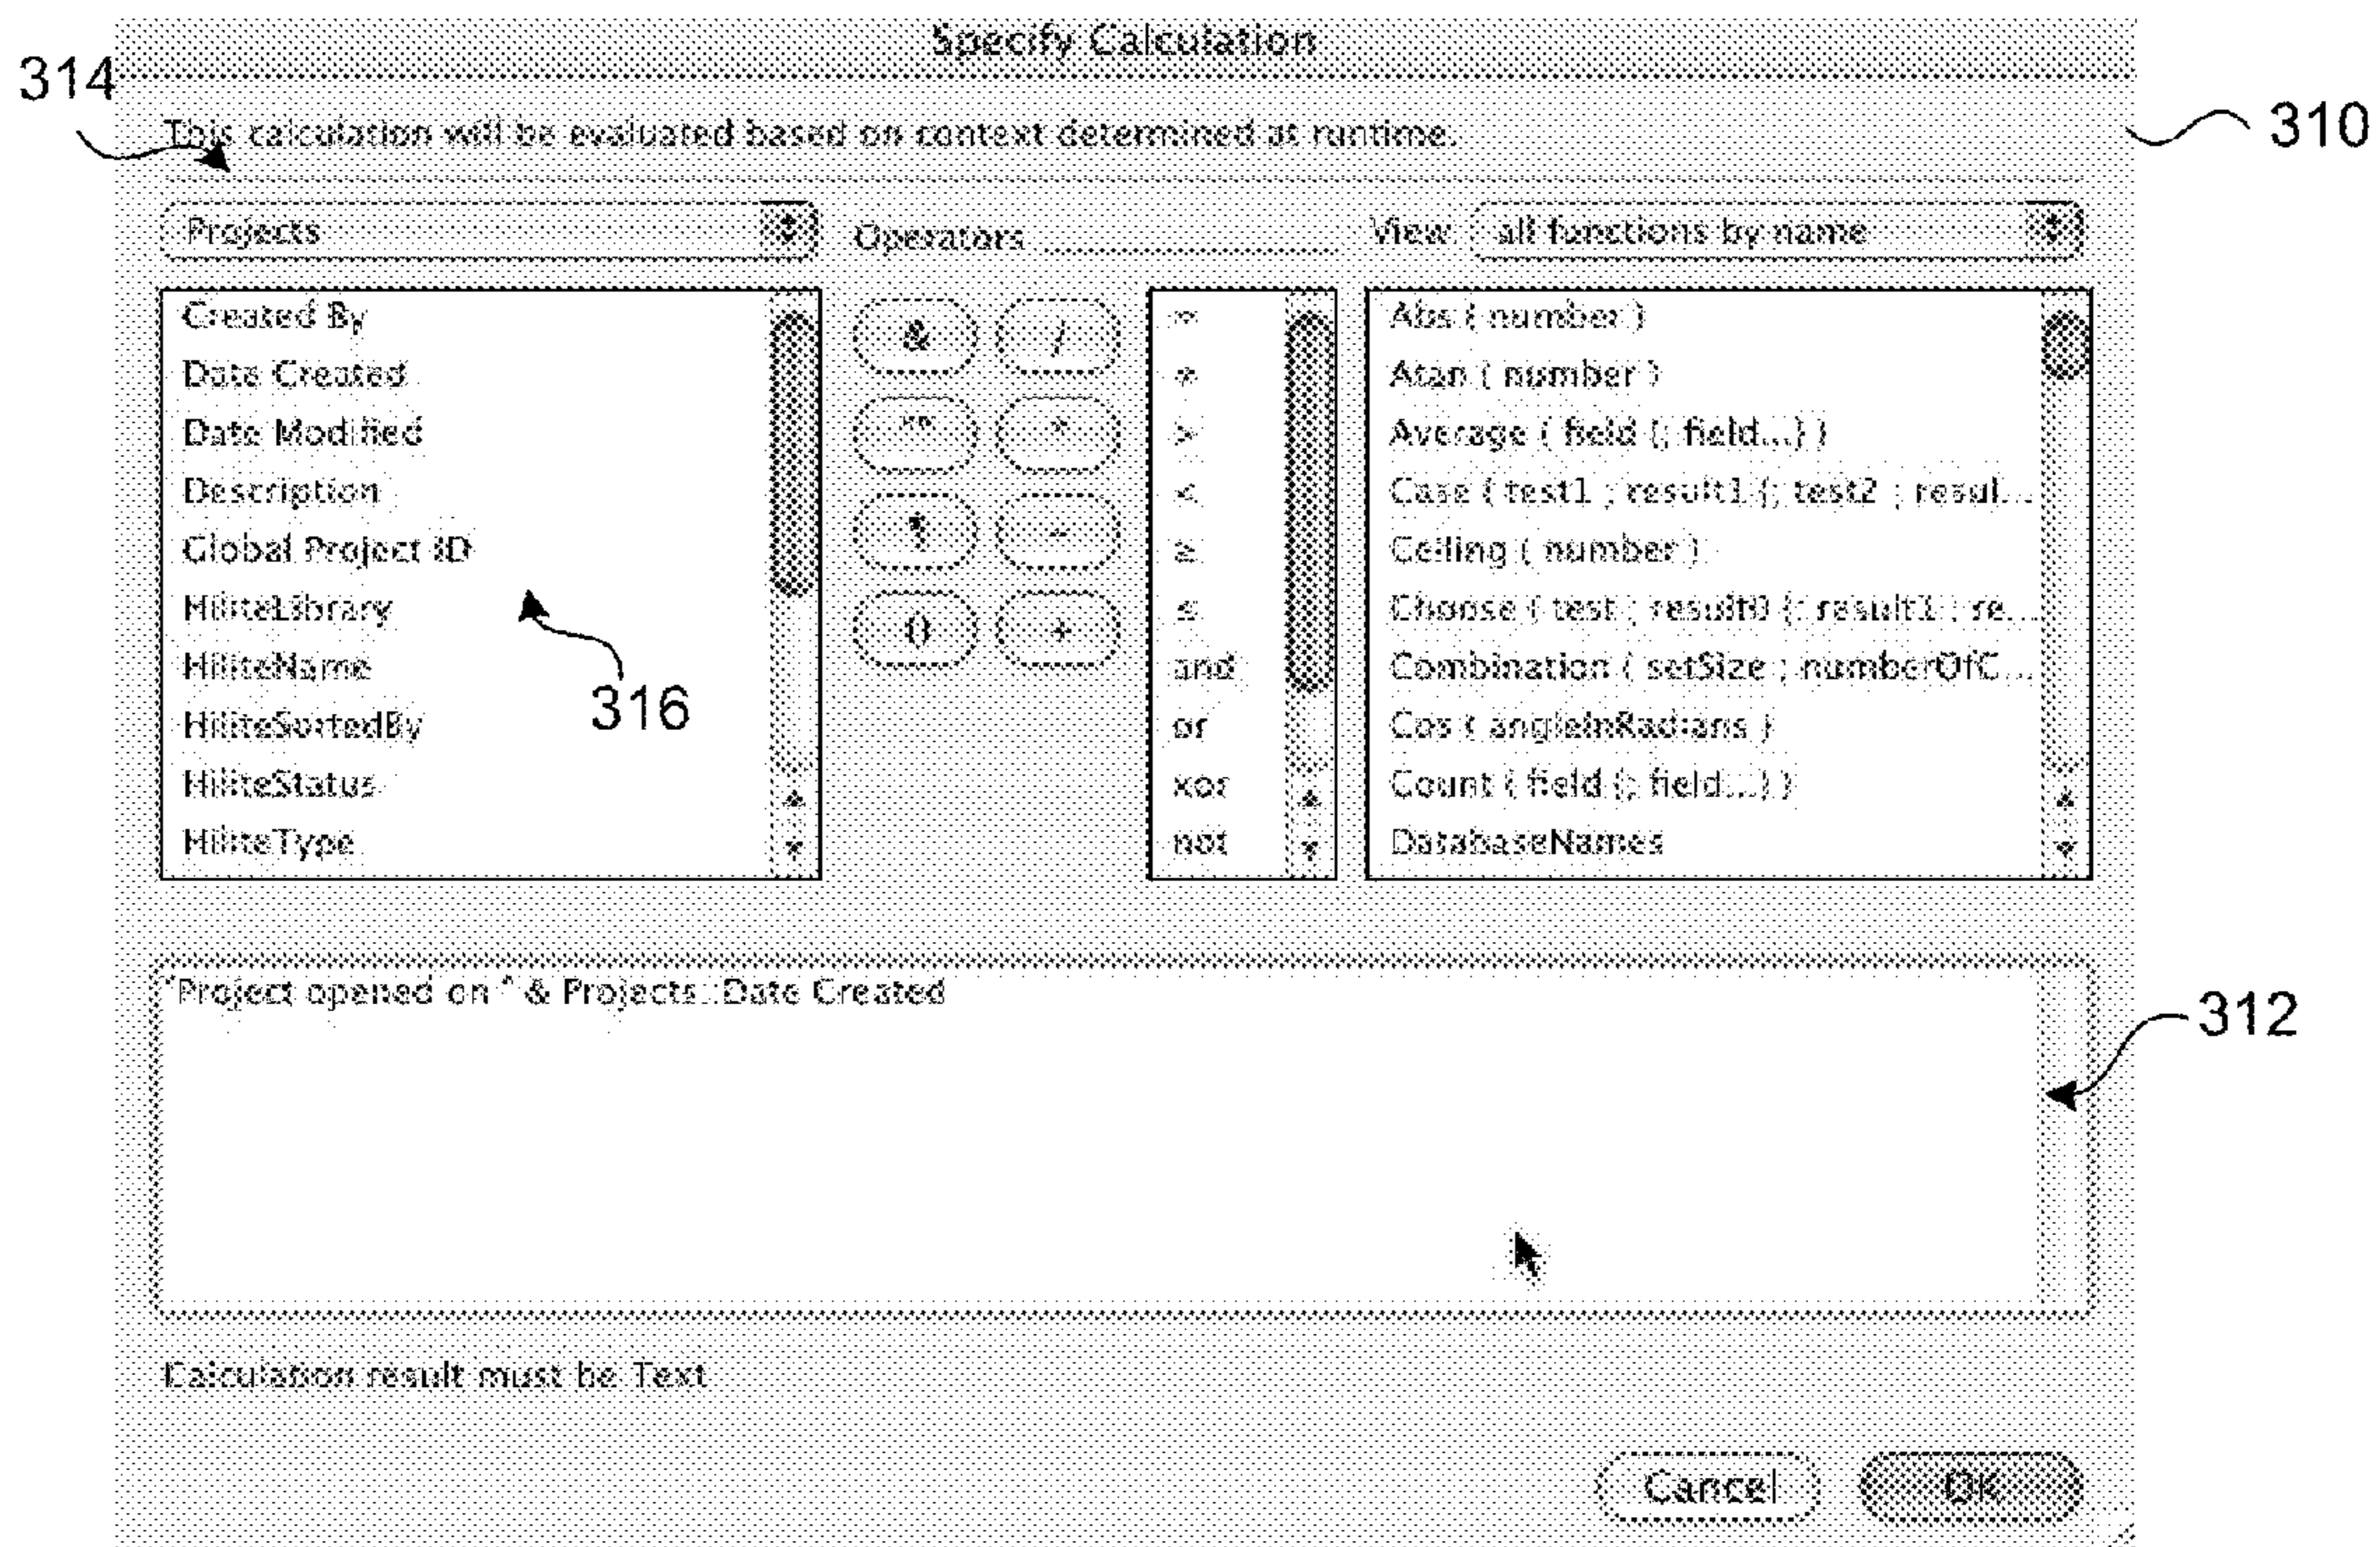 Specify Calculation
314
This calculation will be evaluated based on context determined at runtime.
310
Projects
Operators
View: all functions by name
Created By
Date Created
Date Modified
Description
Global Project ID
HiliteLibrary
HiliteName
HiliteSortedBy
HiliteStatus
HiliteType
316
& /
"" *
¶ -
() +
=
≠
>
<
≥
≤
and
or
xor
not
Abs ( number )
Atan ( number )
Average ( field {; field...} )
Case ( test1 ; result1 {; test2 ; resul...
Ceiling ( number )
Choose ( test ; result0 {; result1 ; re...
Combination ( setSize ; numberOfC...
Cos ( angleInRadians )
Count ( field {; field...} )
DatabaseNames
"Project opened on " & Projects::Date Created
312
Calculation result must be Text
Cancel OK